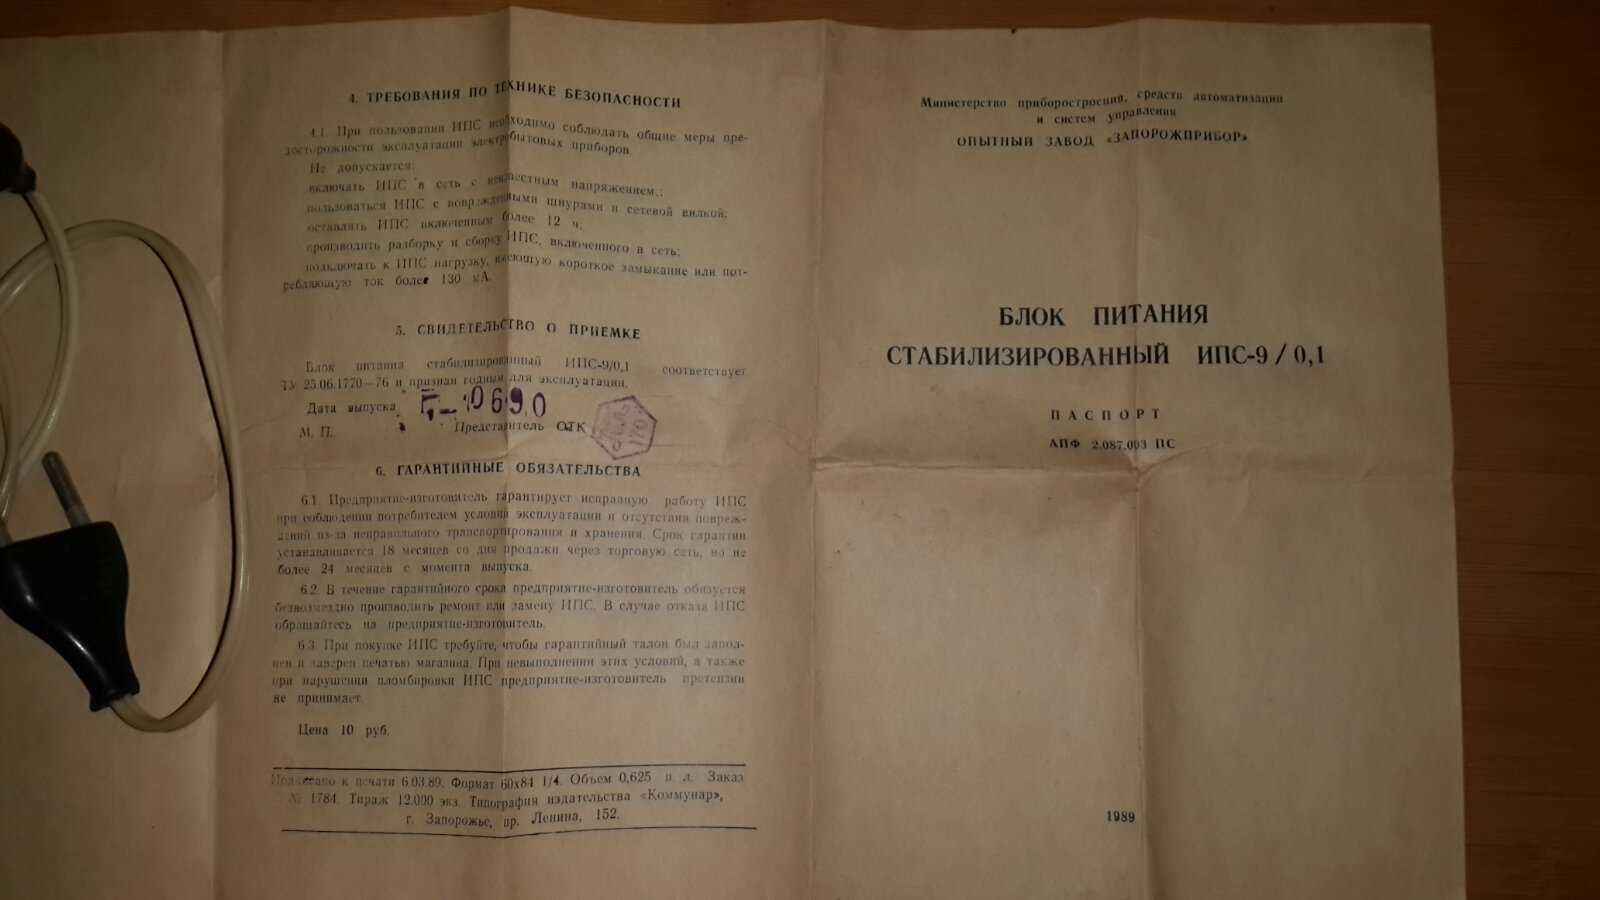 4. ТРЕБОВАНИЯ ПО ТЕХНИКЕ БЕЗОПАСНОСТИ
4.1. При пользовании ИПС необходимо соблюдать общие меры пре-
досторожности эксплуатации электробытовых приборов.
Не допускается:
включать ИПС в сеть с неизвестным напряжением;
пользоваться ИПС с поврежденными шнурами и сетевой вилкой;
оставлять ИПС включенным более 12 ч;
производить разборку и сборку ИПС, включенного в сеть;
подключать к ИПС нагрузку, имеющую короткое замыкание или пот-
ребляющую ток более 130 мА.
5. СВИДЕТЕЛЬСТВО О ПРИЕМКЕ
Блок питания стабилизированный ИПС-9/0,1 соответствует
ТУ 25.06.1770—76 и признан годным для эксплуатации.
Дата выпуска 0690
М. П. Представитель ОТК
6. ГАРАНТИЙНЫЕ ОБЯЗАТЕЛЬСТВА
6.1. Предприятие-изготовитель гарантирует исправную работу ИПС
при соблюдении потребителем условий эксплуатации и отсутствия повреж-
дений из-за неправильного транспортирования и хранения. Срок гарантии
устанавливается 18 месяцев со дня продажи через торговую сеть, но не
более 24 месяцев с момента выпуска.
6.2. В течение гарантийного срока предприятие-изготовитель обязуется
безвозмездно производить ремонт или замену ИПС. В случае отказа ИПС
обращайтесь на предприятие-изготовитель.
6.3. При покупке ИПС требуйте, чтобы гарантийный талон был запол-
нен и заверен печатью магазина. При невыполнении этих условий, а также
при нарушении пломбировки ИПС предприятие-изготовитель претензии
не принимает.
Цена 10 руб.
Подписано к печати 6.03.89. Формат 60х84 1/4. Объем 0,625 п. л. Заказ
№ 1784. Тираж 12.000 экз. Типография издательства «Коммунар»,
г. Запорожье, пр. Ленина, 152.
Министерство приборостроения, средств автоматизации
и систем управления
ОПЫТНЫЙ ЗАВОД «ЗАПОРОЖПРИБОР»
БЛОК ПИТАНИЯ
СТАБИЛИЗИРОВАННЫЙ ИПС-9/0,1
ПАСПОРТ
АПФ 2.087.003 ПС
1989